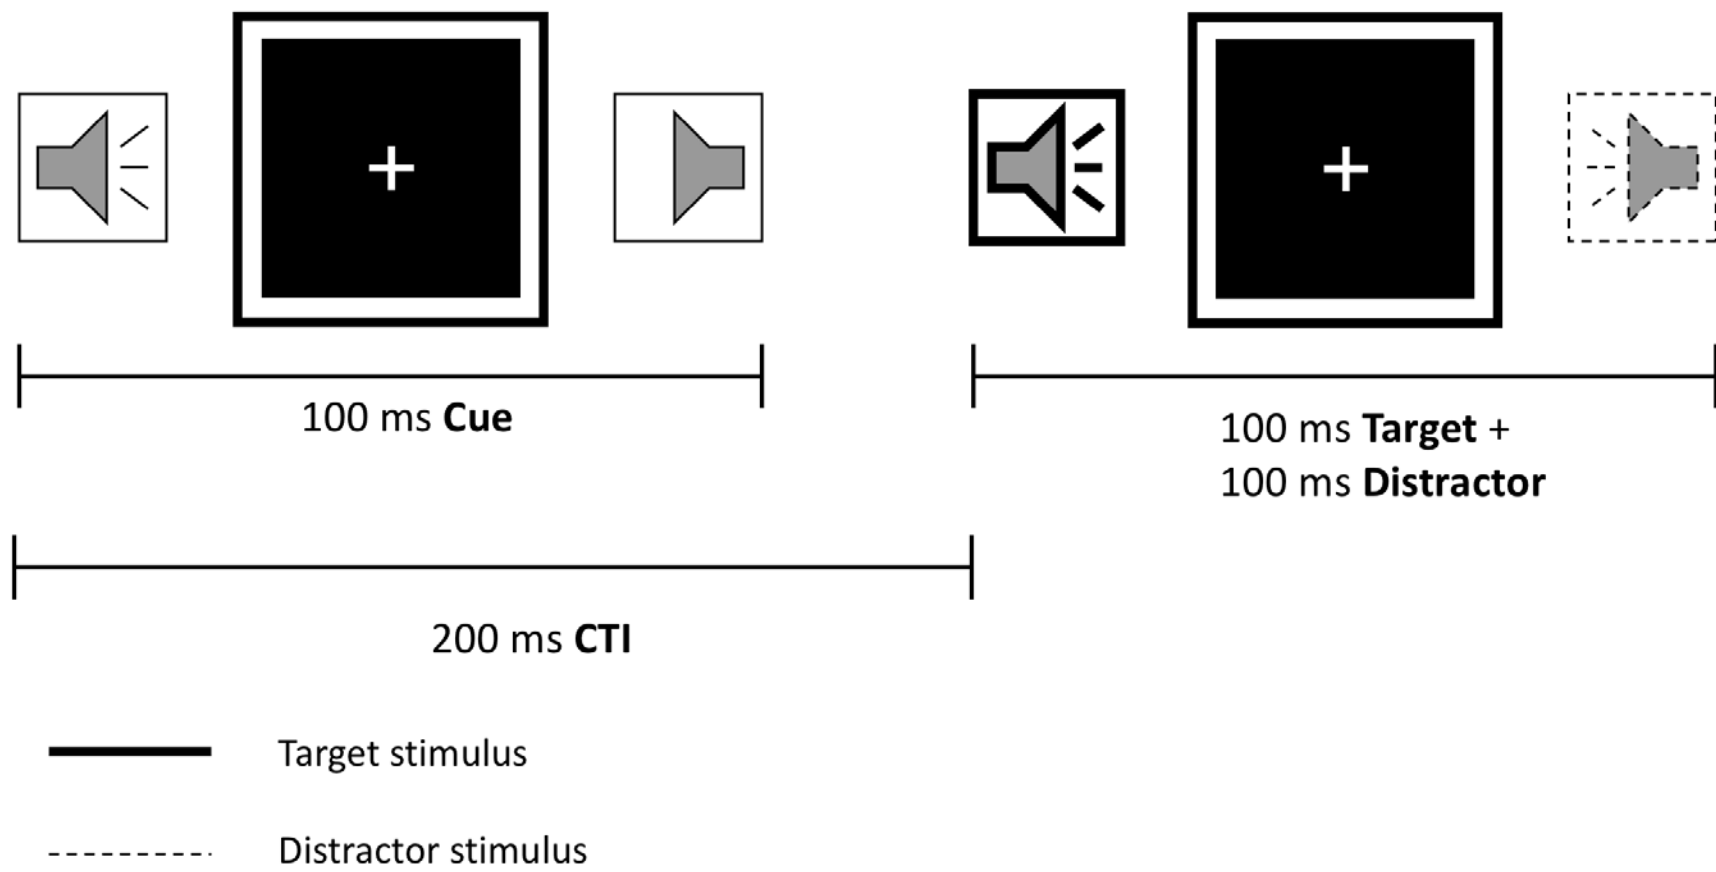 100 ms Cue
100 ms Target +
100 ms Distractor
200 ms CTI
Target stimulus
Distractor stimulus